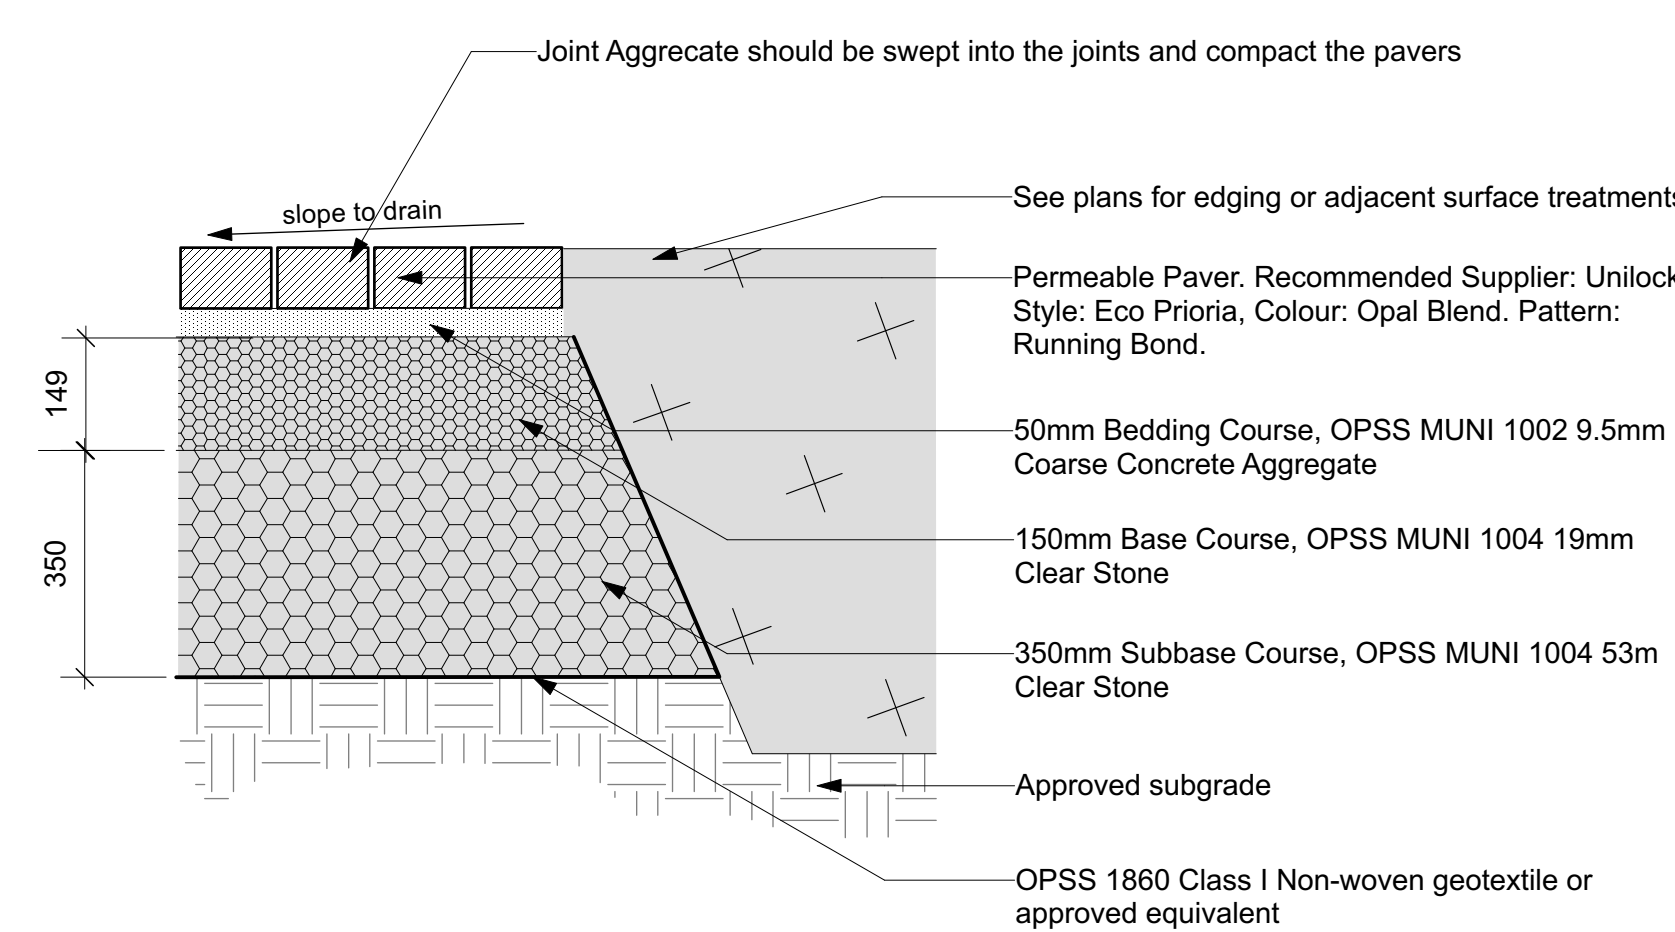 Joint Aggrecate should be swept into the joints and compact the pavers
See plans for edging or adjacent surface treatments
slope to drain
Permeable Paver. Recommended Supplier: Unilock
Style: Eco Prioria, Colour: Opal Blend. Pattern:
Running Bond.
149
50mm Bedding Course, OPSS MUNI 1002 9.5mm
Coarse Concrete Aggregate
350
150mm Base Course, OPSS MUNI 1004 19mm
Clear Stone
350mm Subbase Course, OPSS MUNI 1004 53m
Clear Stone
Approved subgrade
OPSS 1860 Class I Non-woven geotextile or
approved equivalent